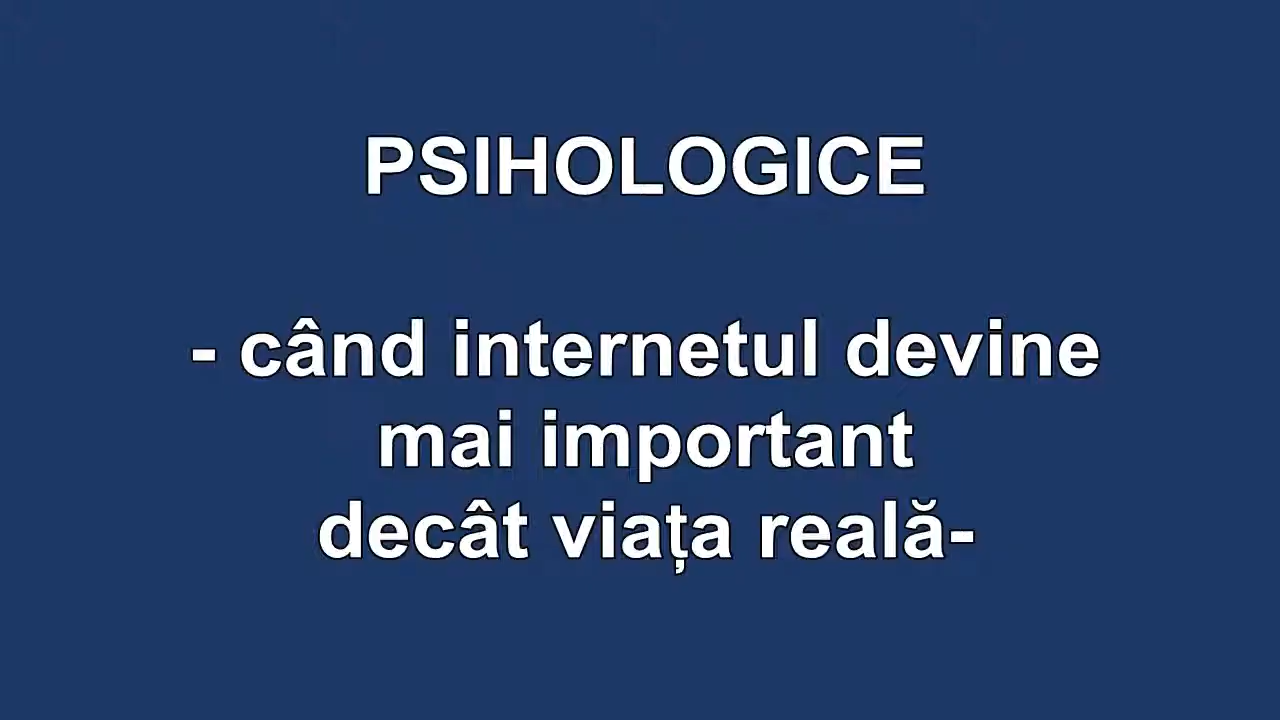 PSIHOLOGICE
- când internetul devine
mai important
decât viața reală-